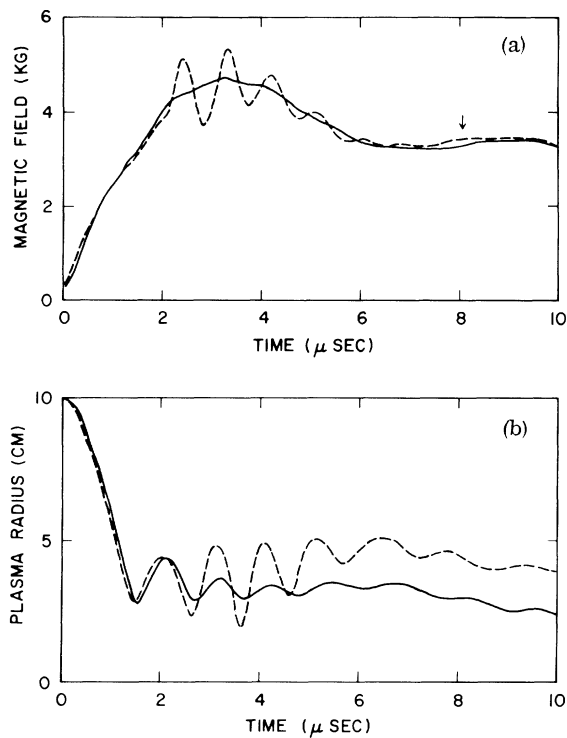 (a)
MAGNETIC FIELD (KG)
6
4
2
0
0 2 4 6 8 10
TIME (μ SEC)
(b)
PLASMA RADIUS (CM)
10
5
0
0 2 4 6 8 10
TIME (μ SEC)